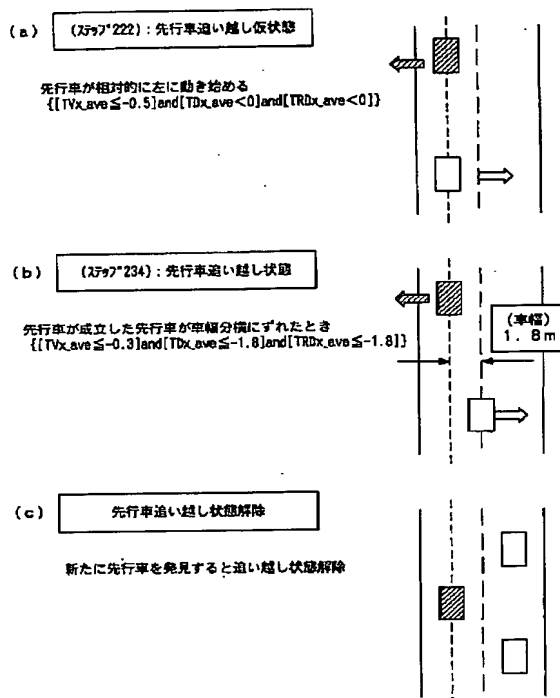 (a)
(ｽﾃｯﾌﾟ222)：先行車追い越し仮状態
先行車が相対的に左に動き始める
{[TVx_ave≦-0.5]and[TDx_ave<0]and[TRDx_ave<0]}
(b)
(ｽﾃｯﾌﾟ234)：先行車追い越し状態
先行車が成立した先行車が車幅分横にずれたとき
{[TVx_ave≦-0.3]and[TDx_ave≦-1.8]and[TRDx_ave≦-1.8]}
(車幅)
1.8m
(c)
先行車追い越し状態解除
新たに先行車を発見すると追い越し状態解除